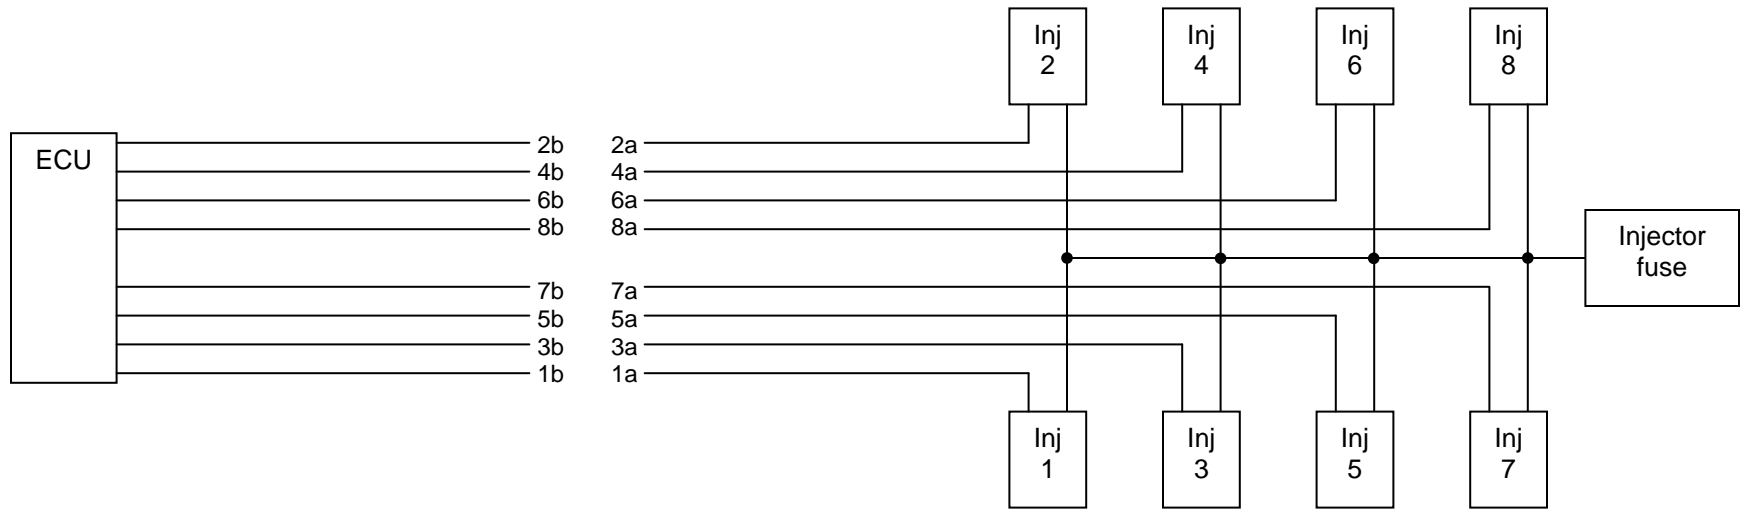 Inj
2
Inj
4
Inj
6
Inj
8
ECU
2b 2a
4b 4a
6b 6a
8b 8a
Injector
fuse
7b 7a
5b 5a
3b 3a
1b 1a
Inj
1
Inj
3
Inj
5
Inj
7